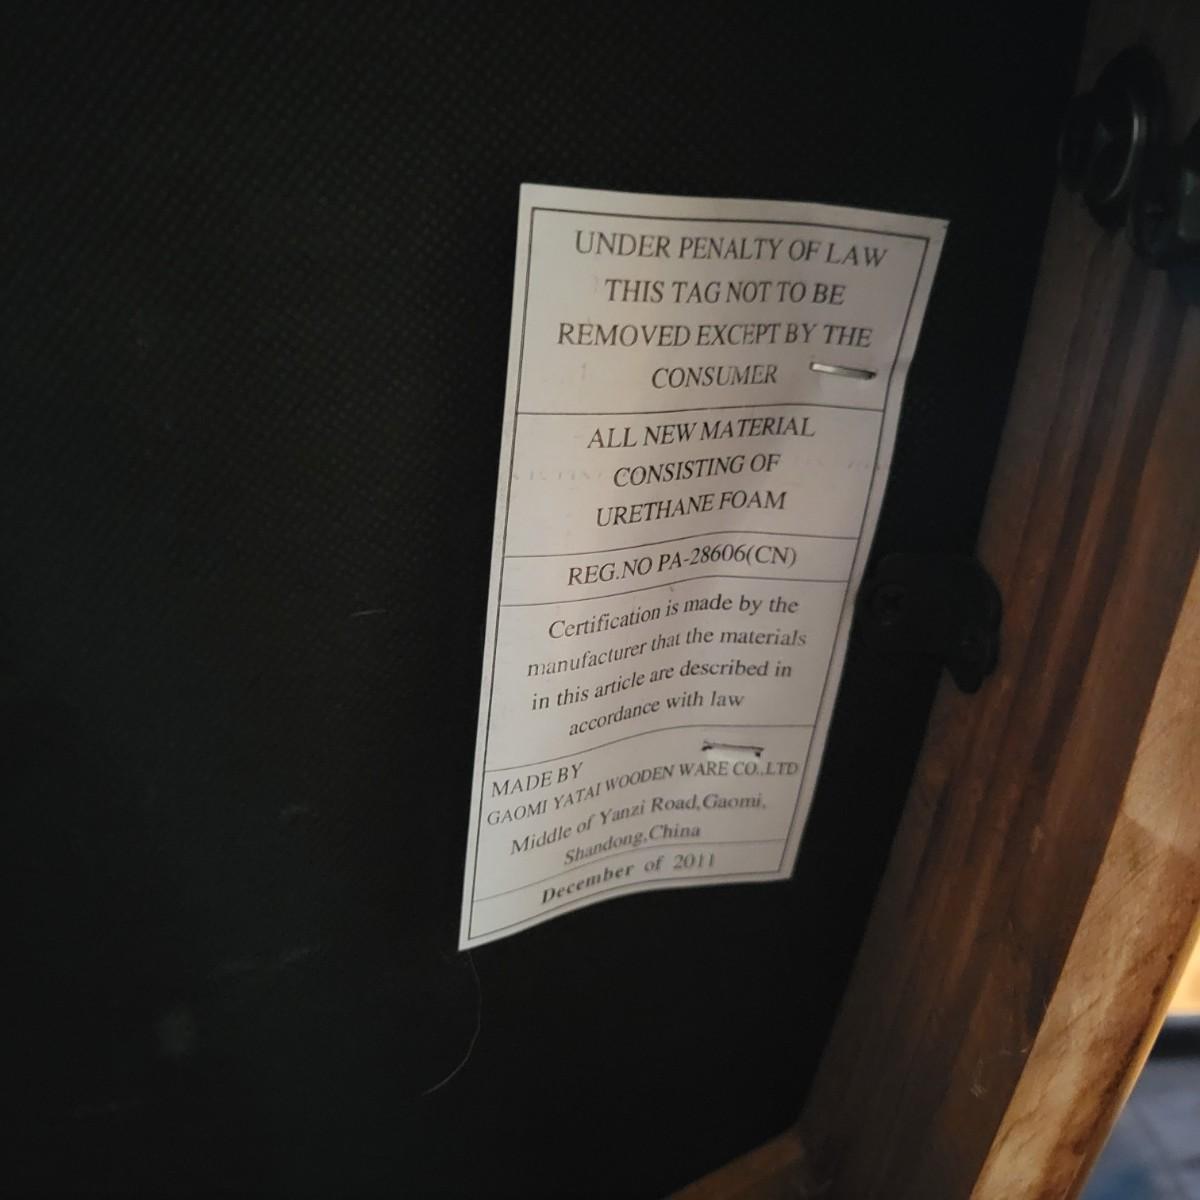 UNDER PENALTY OF LAW
THIS TAG NOT TO BE
REMOVED EXCEPT BY THE
CONSUMER
ALL NEW MATERIAL
CONSISTING OF
URETHANE FOAM
REG.NO PA-28606(CN)
Certification is made by the
manufacturer that the materials
in this article are described in
accordance with law
MADE BY
GAOMI YATAI WOODEN WARE CO.,LTD
Middle of Yanzi Road,Gaomi,
Shandong,China
December of 2011